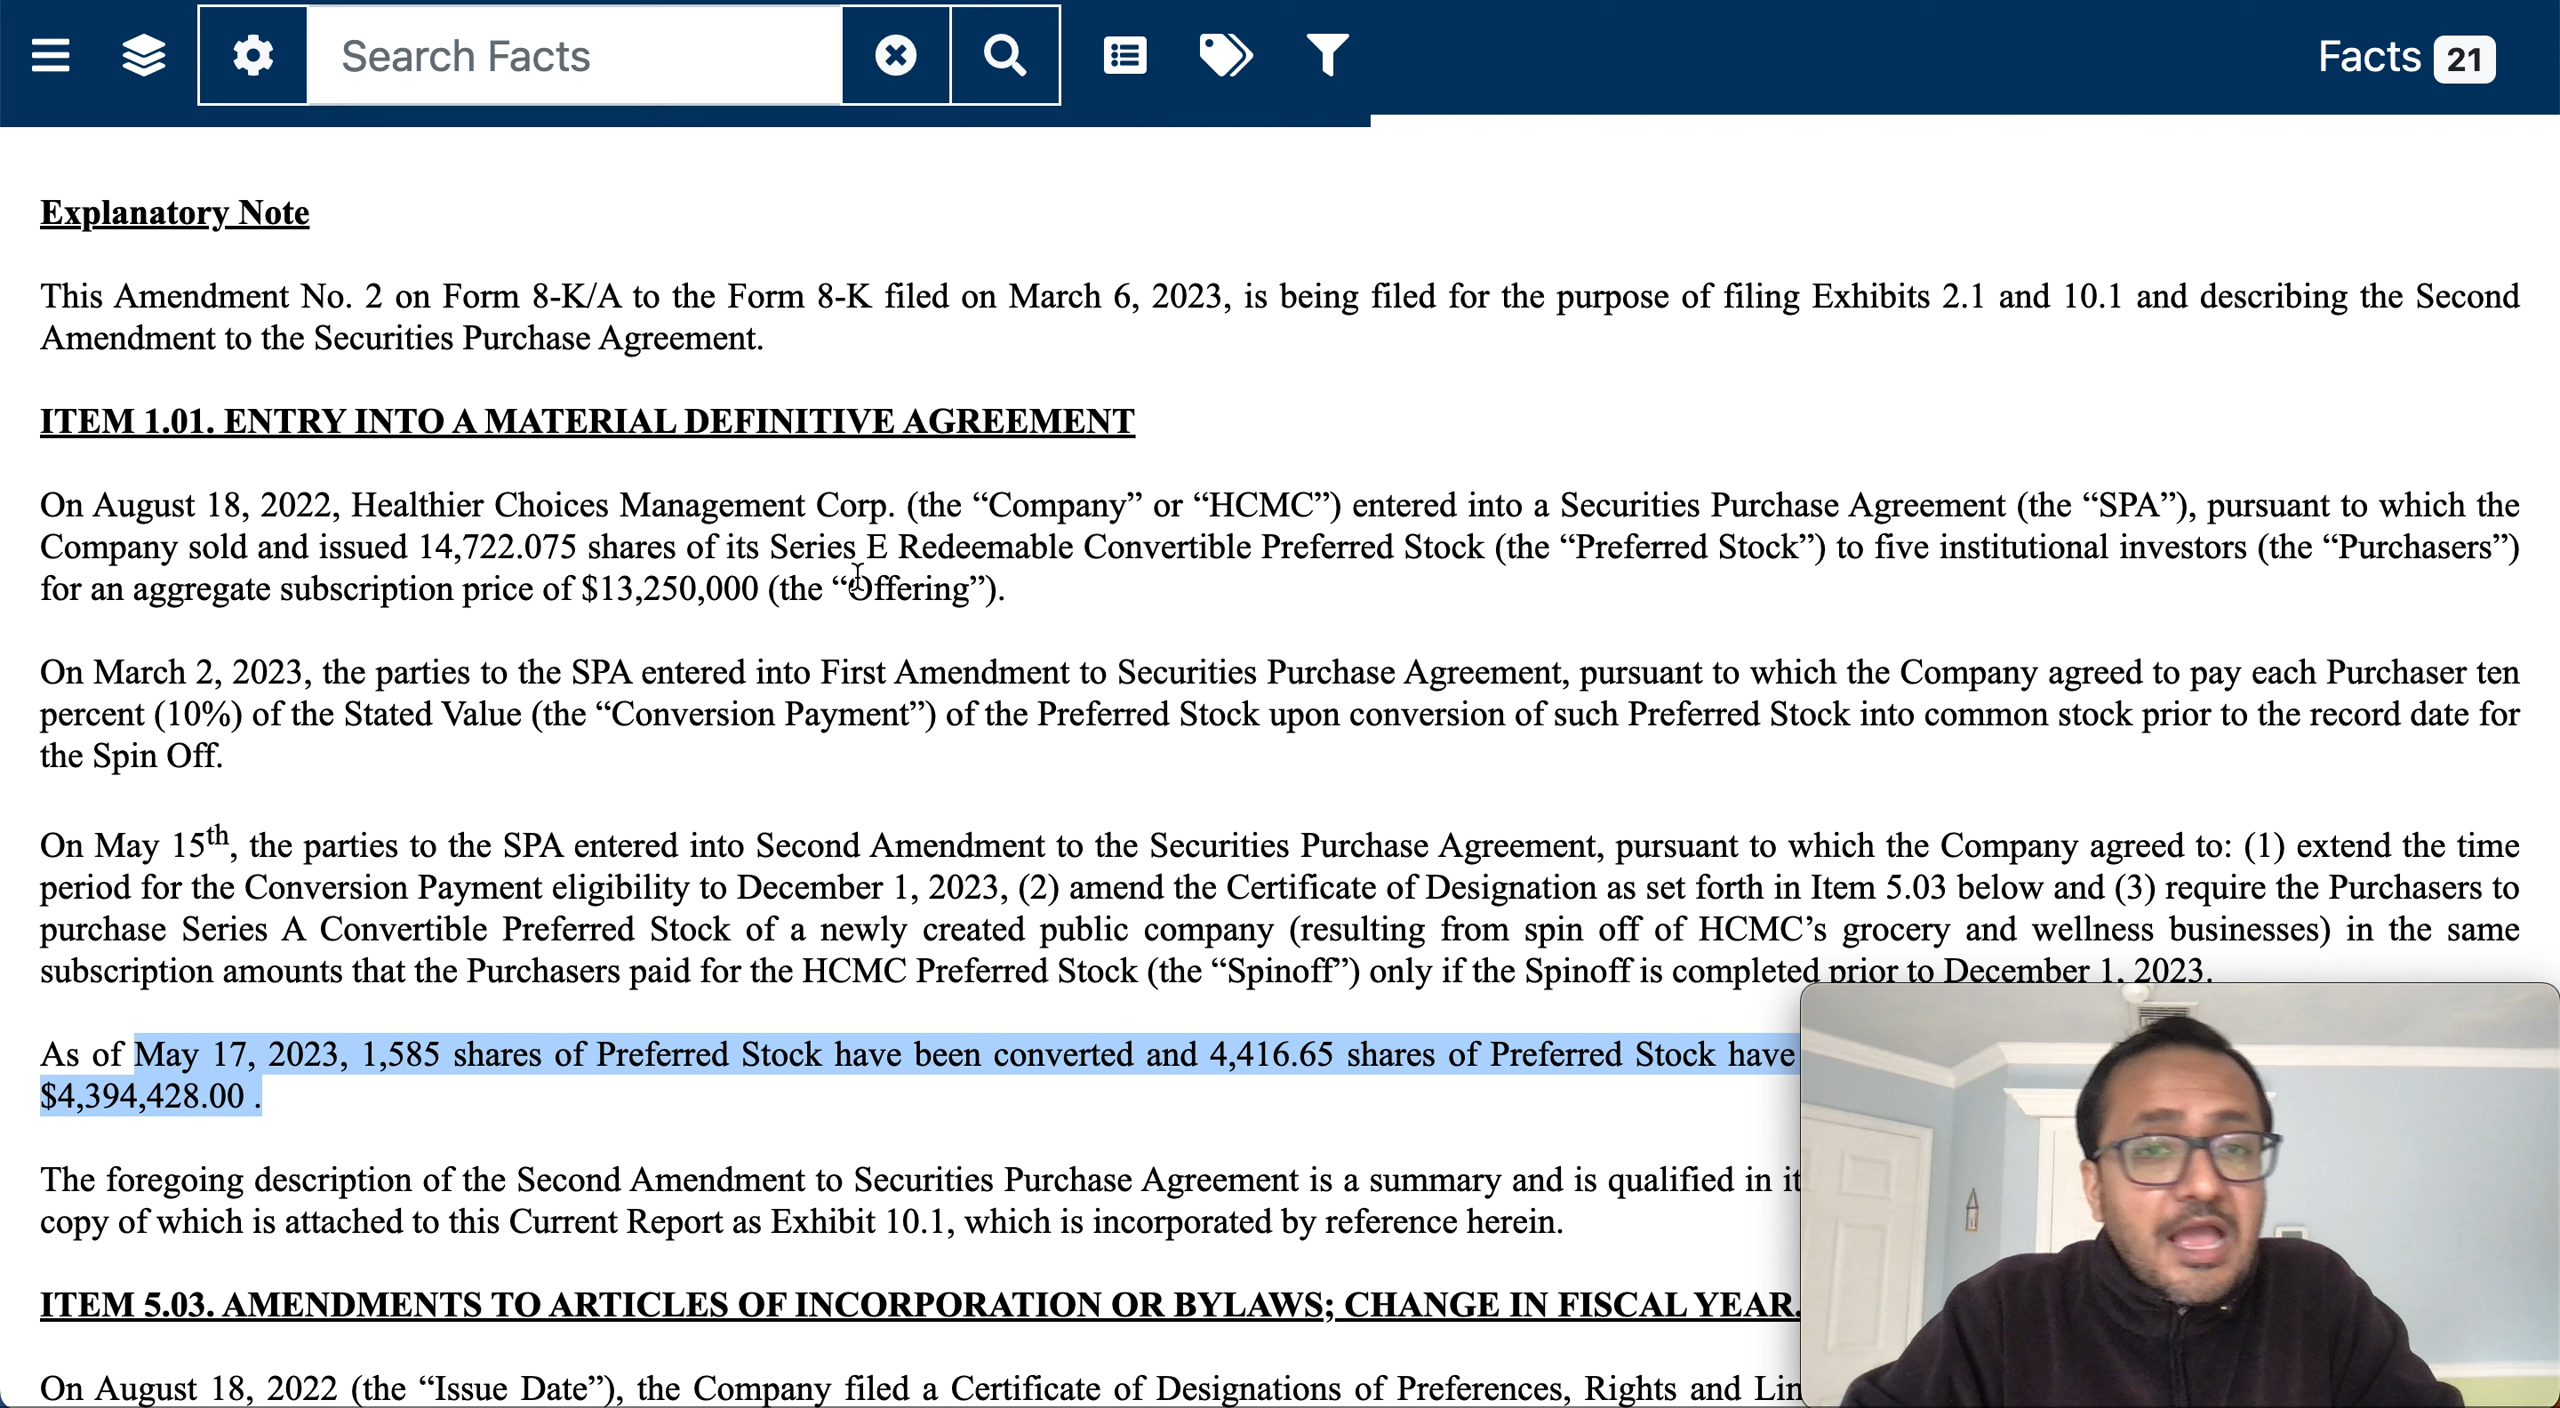 Search Facts
Facts 21
Explanatory Note
This Amendment No. 2 on Form 8-K/A to the Form 8-K filed on March 6, 2023, is being filed for the purpose of filing Exhibits 2.1 and 10.1 and describing the Second
Amendment to the Securities Purchase Agreement.
ITEM 1.01. ENTRY INTO A MATERIAL DEFINITIVE AGREEMENT
On August 18, 2022, Healthier Choices Management Corp. (the “Company” or “HCMC”) entered into a Securities Purchase Agreement (the “SPA”), pursuant to which the
Company sold and issued 14,722.075 shares of its Series E Redeemable Convertible Preferred Stock (the “Preferred Stock”) to five institutional investors (the “Purchasers”)
for an aggregate subscription price of $13,250,000 (the “Offering”).
On March 2, 2023, the parties to the SPA entered into First Amendment to Securities Purchase Agreement, pursuant to which the Company agreed to pay each Purchaser ten
percent (10%) of the Stated Value (the “Conversion Payment”) of the Preferred Stock upon conversion of such Preferred Stock into common stock prior to the record date for
the Spin Off.
On May 15th, the parties to the SPA entered into Second Amendment to the Securities Purchase Agreement, pursuant to which the Company agreed to: (1) extend the time
period for the Conversion Payment eligibility to December 1, 2023, (2) amend the Certificate of Designation as set forth in Item 5.03 below and (3) require the Purchasers to
purchase Series A Convertible Preferred Stock of a newly created public company (resulting from spin off of HCMC’s grocery and wellness businesses) in the same
subscription amounts that the Purchasers paid for the HCMC Preferred Stock (the “Spinoff”) only if the Spinoff is completed prior to December 1, 2023.
As of May 17, 2023, 1,585 shares of Preferred Stock have been converted and 4,416.65 shares of Preferred Stock have
$4,394,428.00 .
The foregoing description of the Second Amendment to Securities Purchase Agreement is a summary and is qualified in
copy of which is attached to this Current Report as Exhibit 10.1, which is incorporated by reference herein.
ITEM 5.03. AMENDMENTS TO ARTICLES OF INCORPORATION OR BYLAWS; CHANGE IN FISCAL YEAR.
On August 18, 2022 (the “Issue Date”), the Company filed a Certificate of Designations of Preferences, Rights and